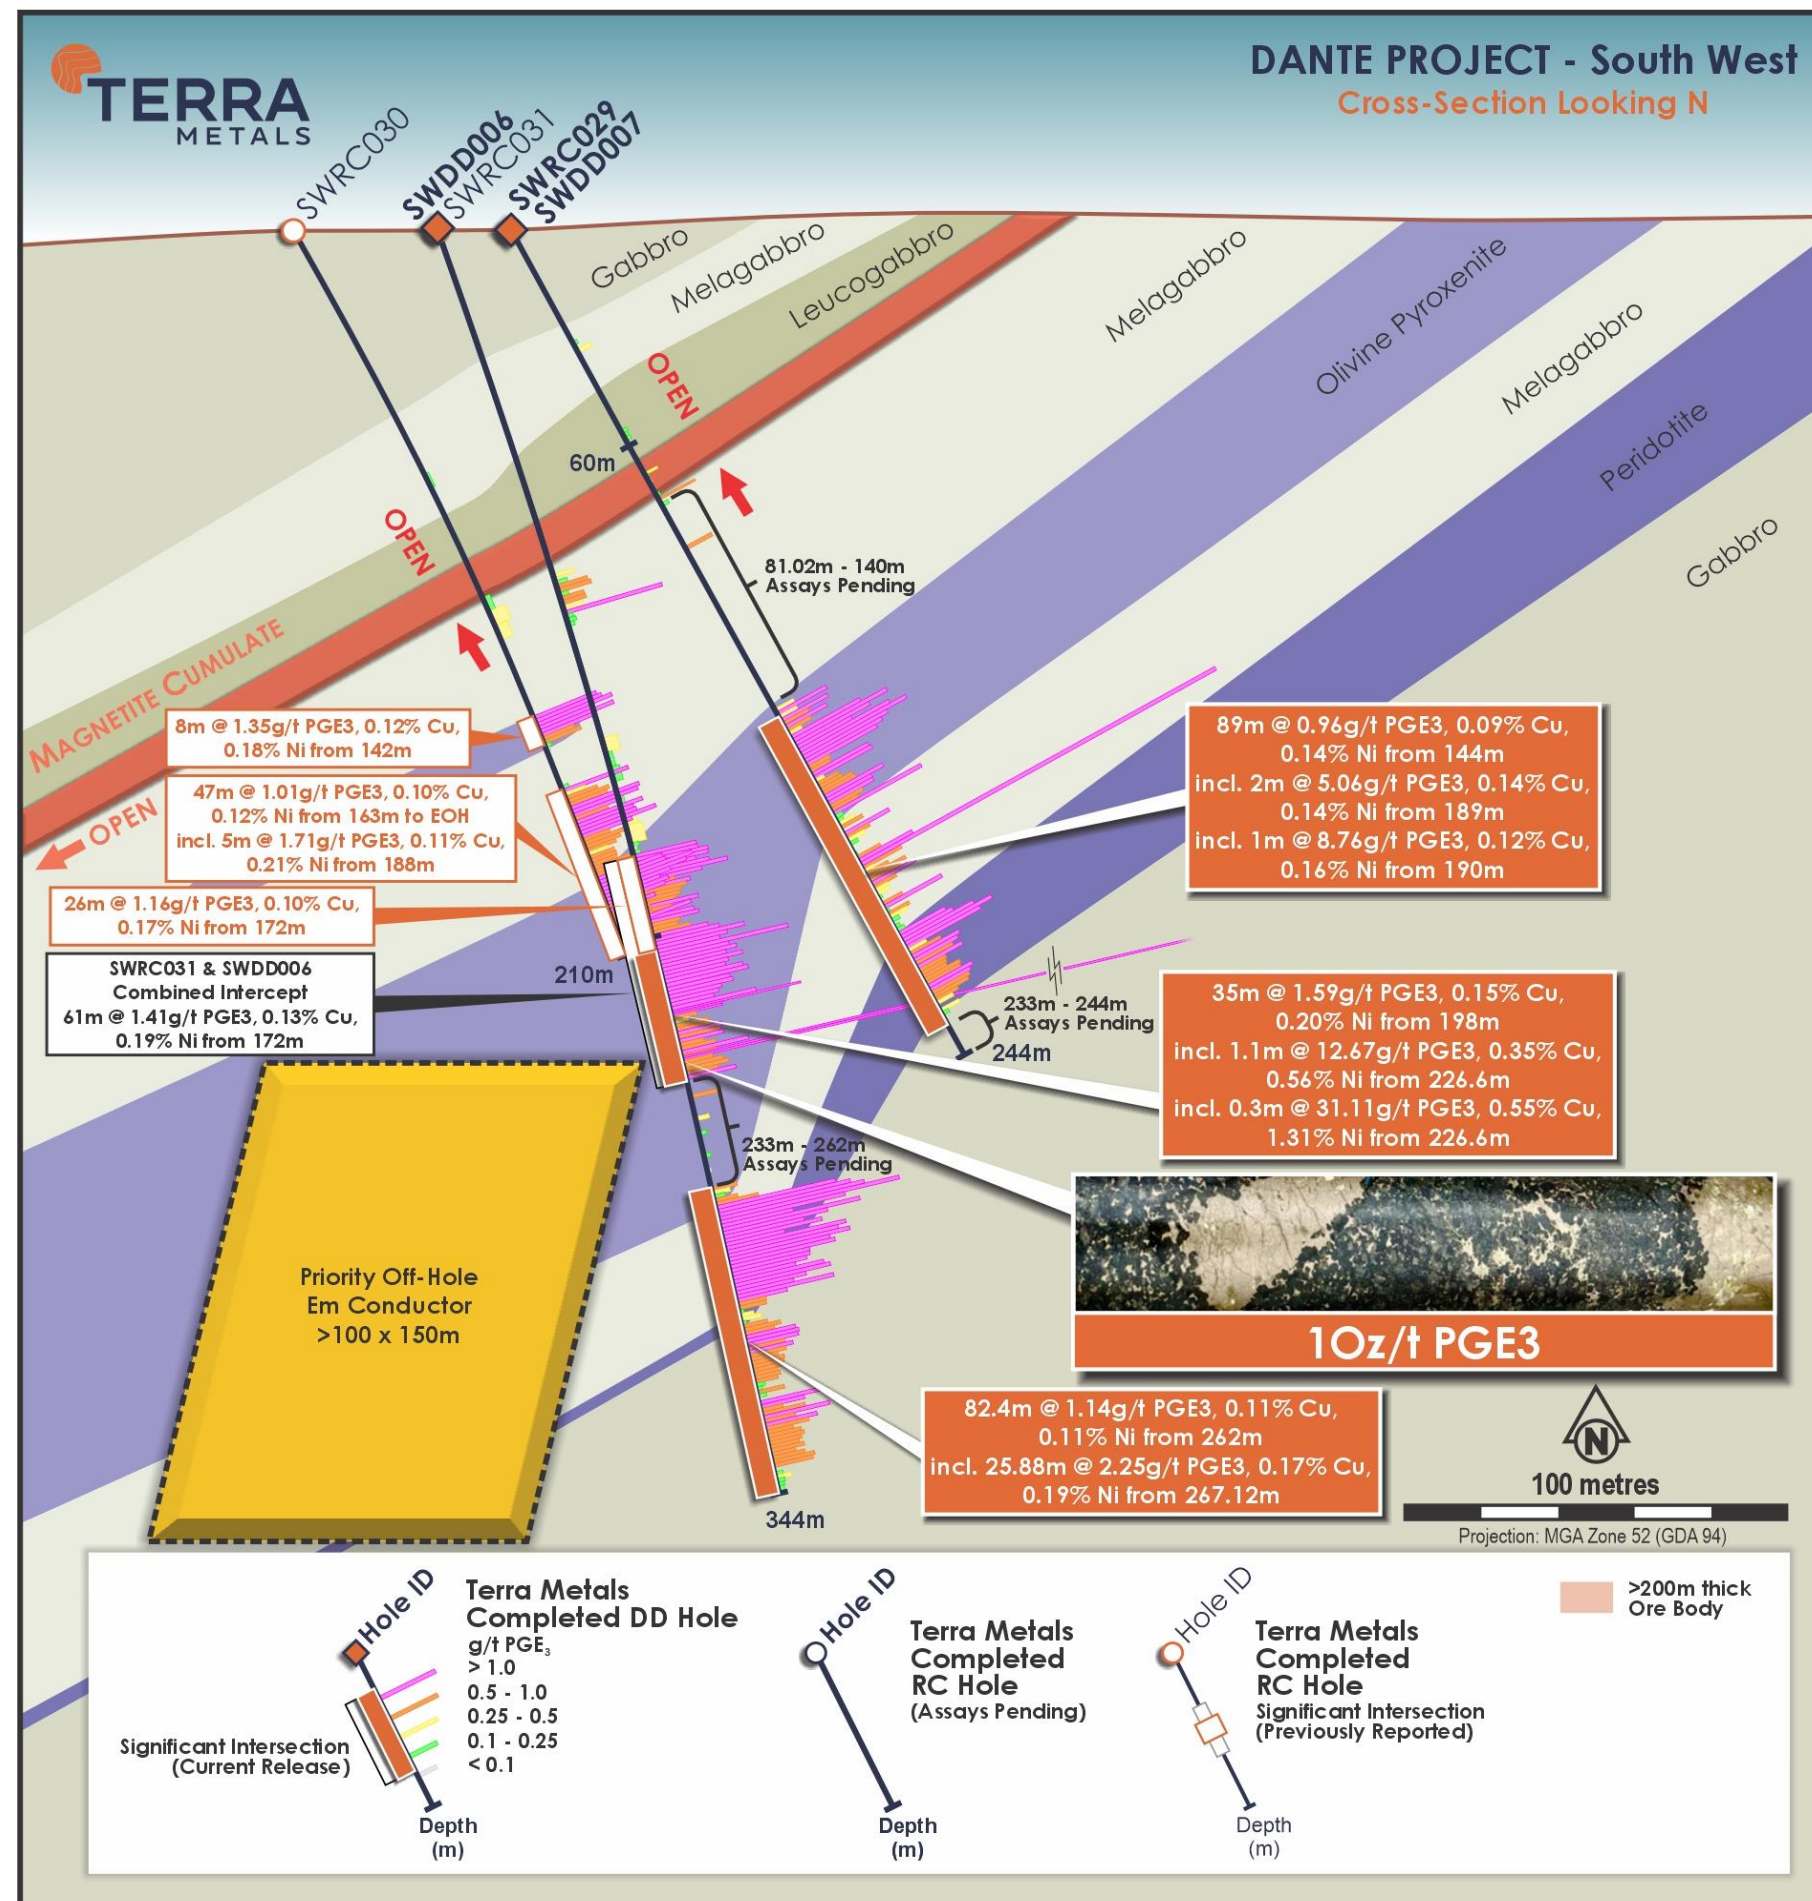 TERRA
METALS
DANTE PROJECT - South West
Cross-Section Looking N
SWRC030
SWDD006
SWRC031
SWRC029
SWDD007
Gabbro
Melagabbro
Leucogabbro
Melagabbro
Olivine Pyroxenite
Melagabbro
Peridotite
Gabbro
OPEN
60m
OPEN
81.02m - 140m
Assays Pending
MAGNETITE CUMULATE
OPEN
8m @ 1.35g/t PGE3, 0.12% Cu,
0.18% Ni from 142m
47m @ 1.01g/t PGE3, 0.10% Cu,
0.12% Ni from 163m to EOH
incl. 5m @ 1.71g/t PGE3, 0.11% Cu,
0.21% Ni from 188m
26m @ 1.16g/t PGE3, 0.10% Cu,
0.17% Ni from 172m
SWRC031 & SWDD006
Combined Intercept
61m @ 1.41g/t PGE3, 0.13% Cu,
0.19% Ni from 172m
210m
89m @ 0.96g/t PGE3, 0.09% Cu,
0.14% Ni from 144m
incl. 2m @ 5.06g/t PGE3, 0.14% Cu,
0.14% Ni from 189m
incl. 1m @ 8.76g/t PGE3, 0.12% Cu,
0.16% Ni from 190m
233m - 244m
Assays Pending
244m
35m @ 1.59g/t PGE3, 0.15% Cu,
0.20% Ni from 198m
incl. 1.1m @ 12.67g/t PGE3, 0.35% Cu,
0.56% Ni from 226.6m
incl. 0.3m @ 31.11g/t PGE3, 0.55% Cu,
1.31% Ni from 226.6m
233m - 262m
Assays Pending
Priority Off-Hole
Em Conductor
>100 x 150m
1Oz/t PGE3
82.4m @ 1.14g/t PGE3, 0.11% Cu,
0.11% Ni from 262m
incl. 25.88m @ 2.25g/t PGE3, 0.17% Cu,
0.19% Ni from 267.12m
344m
N
100 metres
Projection: MGA Zone 52 (GDA 94)
Hole ID
Terra Metals
Completed DD Hole
g/t PGE3
> 1.0
0.5 - 1.0
0.25 - 0.5
0.1 - 0.25
< 0.1
Significant Intersection
(Current Release)
Depth
(m)
Hole ID
Terra Metals
Completed
RC Hole
(Assays Pending)
Depth
(m)
Hole ID
Terra Metals
Completed
RC Hole
Significant Intersection
(Previously Reported)
Depth
(m)
>200m thick
Ore Body